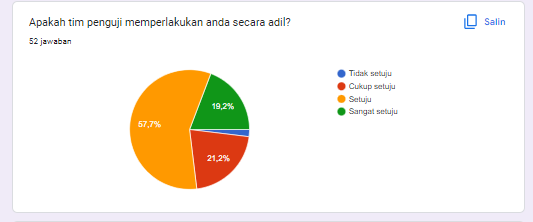 Apakah tim penguji memperlakukan anda secara adil?
Salin
52 jawaban
Tidak setuju
Cukup setuju
Setuju
Sangat setuju
19,2%
57,7%
21,2%